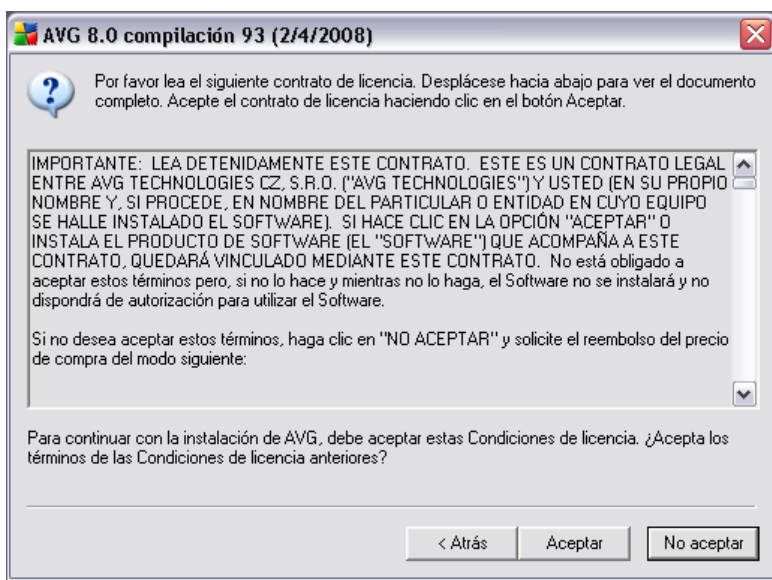 AVG 8.0 compilación 93 (2/4/2008)
Por favor lea el siguiente contrato de licencia. Desplácese hacia abajo para ver el documento
completo. Acepte el contrato de licencia haciendo clic en el botón Aceptar.
IMPORTANTE:  LEA DETENIDAMENTE ESTE CONTRATO.  ESTE ES UN CONTRATO LEGAL
ENTRE AVG TECHNOLOGIES CZ, S.R.O. ("AVG TECHNOLOGIES") Y USTED (EN SU PROPIO
NOMBRE Y, SI PROCEDE, EN NOMBRE DEL PARTICULAR O ENTIDAD EN CUYO EQUIPO
SE HALLE INSTALADO EL SOFTWARE).  SI HACE CLIC EN LA OPCIÓN "ACEPTAR" O
INSTALA EL PRODUCTO DE SOFTWARE (EL "SOFTWARE") QUE ACOMPAÑA A ESTE
CONTRATO, QUEDARÁ VINCULADO MEDIANTE ESTE CONTRATO.  No está obligado a
aceptar estos términos pero, si no lo hace y mientras no lo haga, el Software no se instalará y no
dispondrá de autorización para utilizar el Software.
Si no desea aceptar estos términos, haga clic en "NO ACEPTAR" y solicite el reembolso del precio
de compra del modo siguiente:
Para continuar con la instalación de AVG, debe aceptar estas Condiciones de licencia. ¿Acepta los
términos de las Condiciones de licencia anteriores?
< Atrás
Aceptar
No aceptar